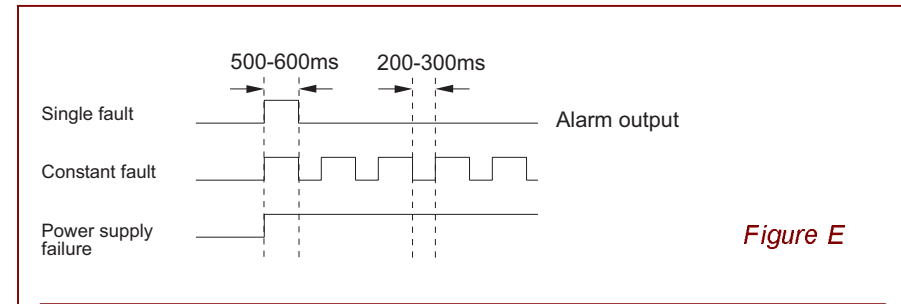 500-600ms 200-300ms
Single fault
Alarm output
Constant fault
Power supply
failure
Figure E